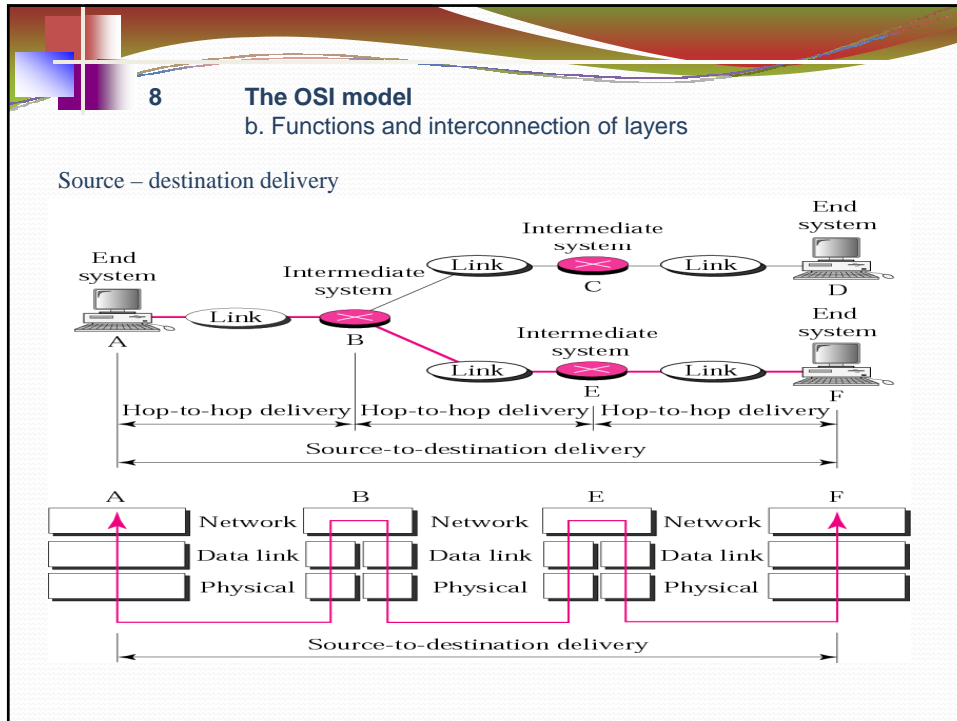 8 The OSI model
b. Functions and interconnection of layers
Source – destination delivery
End
system
Intermediate
system
Link
C
Link
D
End
system
A
Link
Intermediate
system
B
Intermediate
system
Link
E
Link
End
system
F
Hop-to-hop delivery Hop-to-hop delivery Hop-to-hop delivery
Source-to-destination delivery
A B E F
Network Network Network
Data link Data link Data link
Physical Physical Physical
Source-to-destination delivery